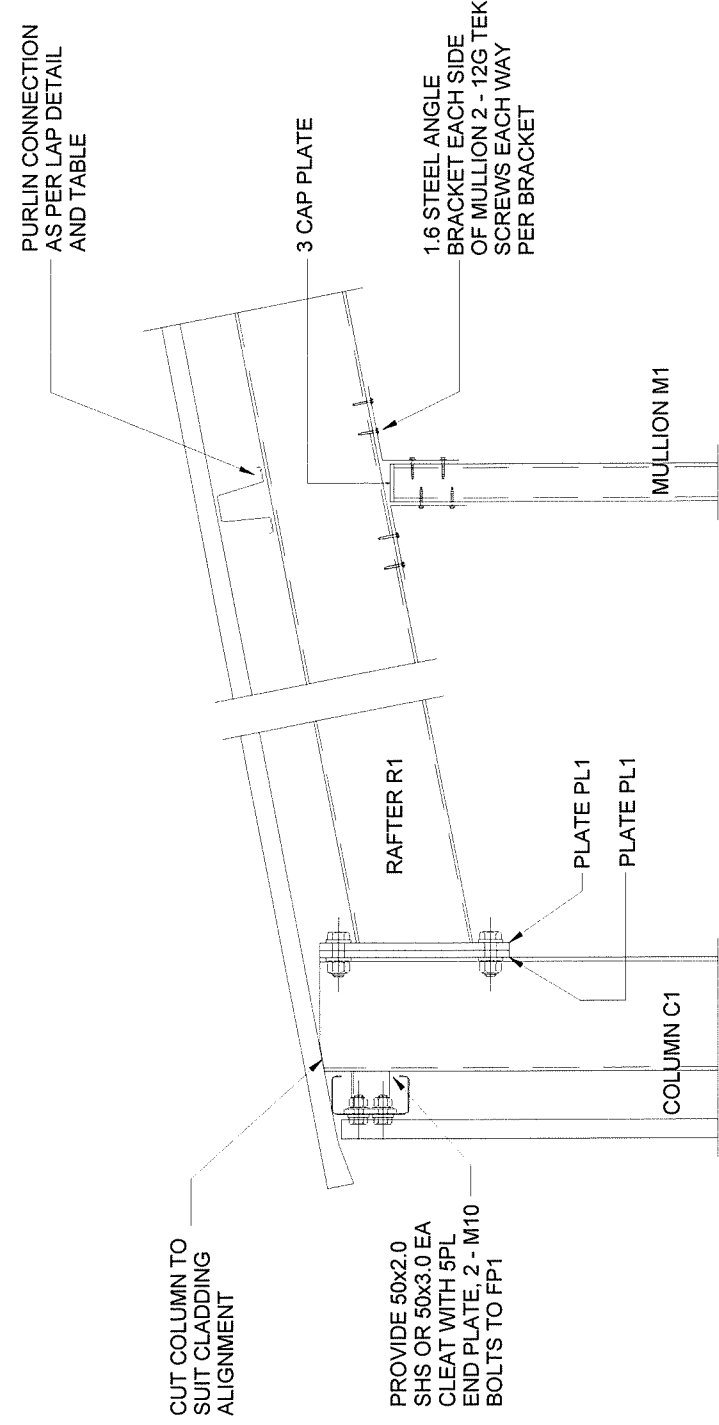 CUT COLUMN TO
SUIT CLADDING
ALIGNMENT
PROVIDE 50x2.0
SHS OR 50x3.0 EA
CLEAT WITH 5PL
END PLATE, 2 - M10
BOLTS TO FP1
COLUMN C1
RAFTER R1
PLATE PL1
PLATE PL1
MULLION M1
PURLIN CONNECTION
AS PER LAP DETAIL
AND TABLE
3 CAP PLATE
1.6 STEEL ANGLE
BRACKET EACH SIDE
OF MULLION 2 - 12G TEK
SCREWS EACH WAY
PER BRACKET